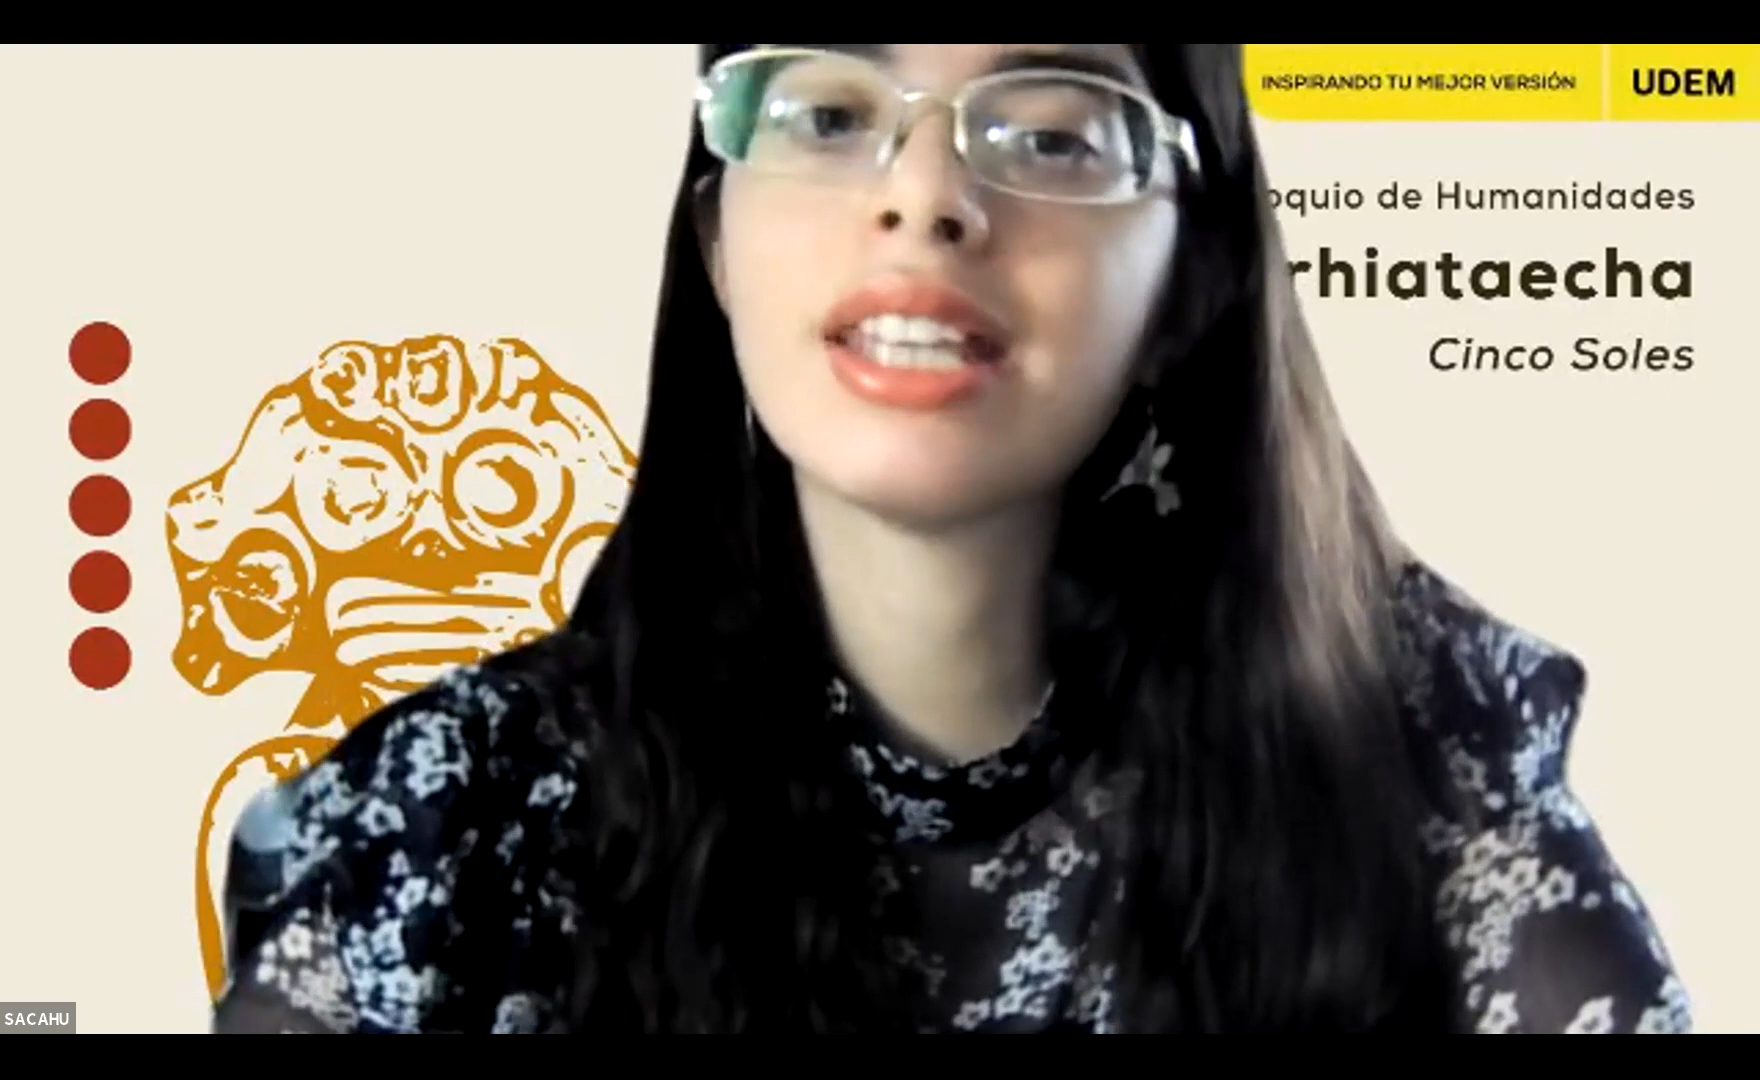 INSPIRANDO TU MEJOR VERSIÓN
UDEM
oquio de Humanidades
rhiataecha
Cinco Soles
SACAHU